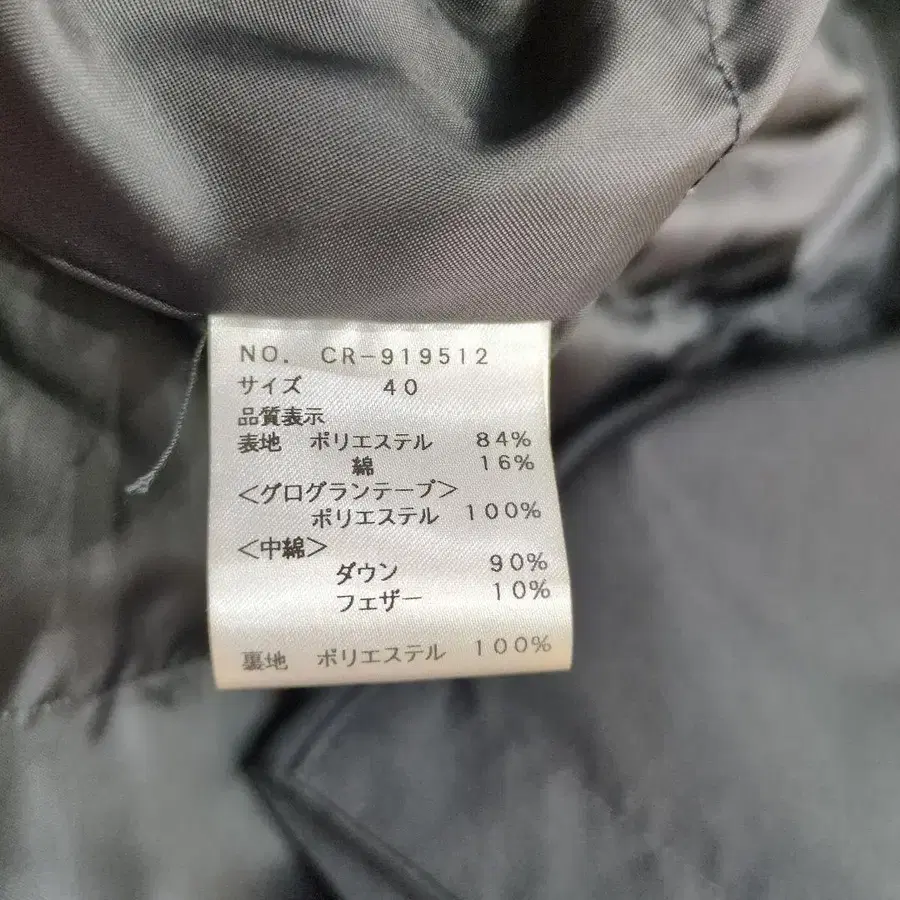 NO. CR-919512
サイズ 40
品質表示
表地 ポリエステル 84%
綿 16%
<グログランテープ>
ポリエステル 100%
<中綿>
ダウン 90%
フェザー 10%
裏地 ポリエステル 100%